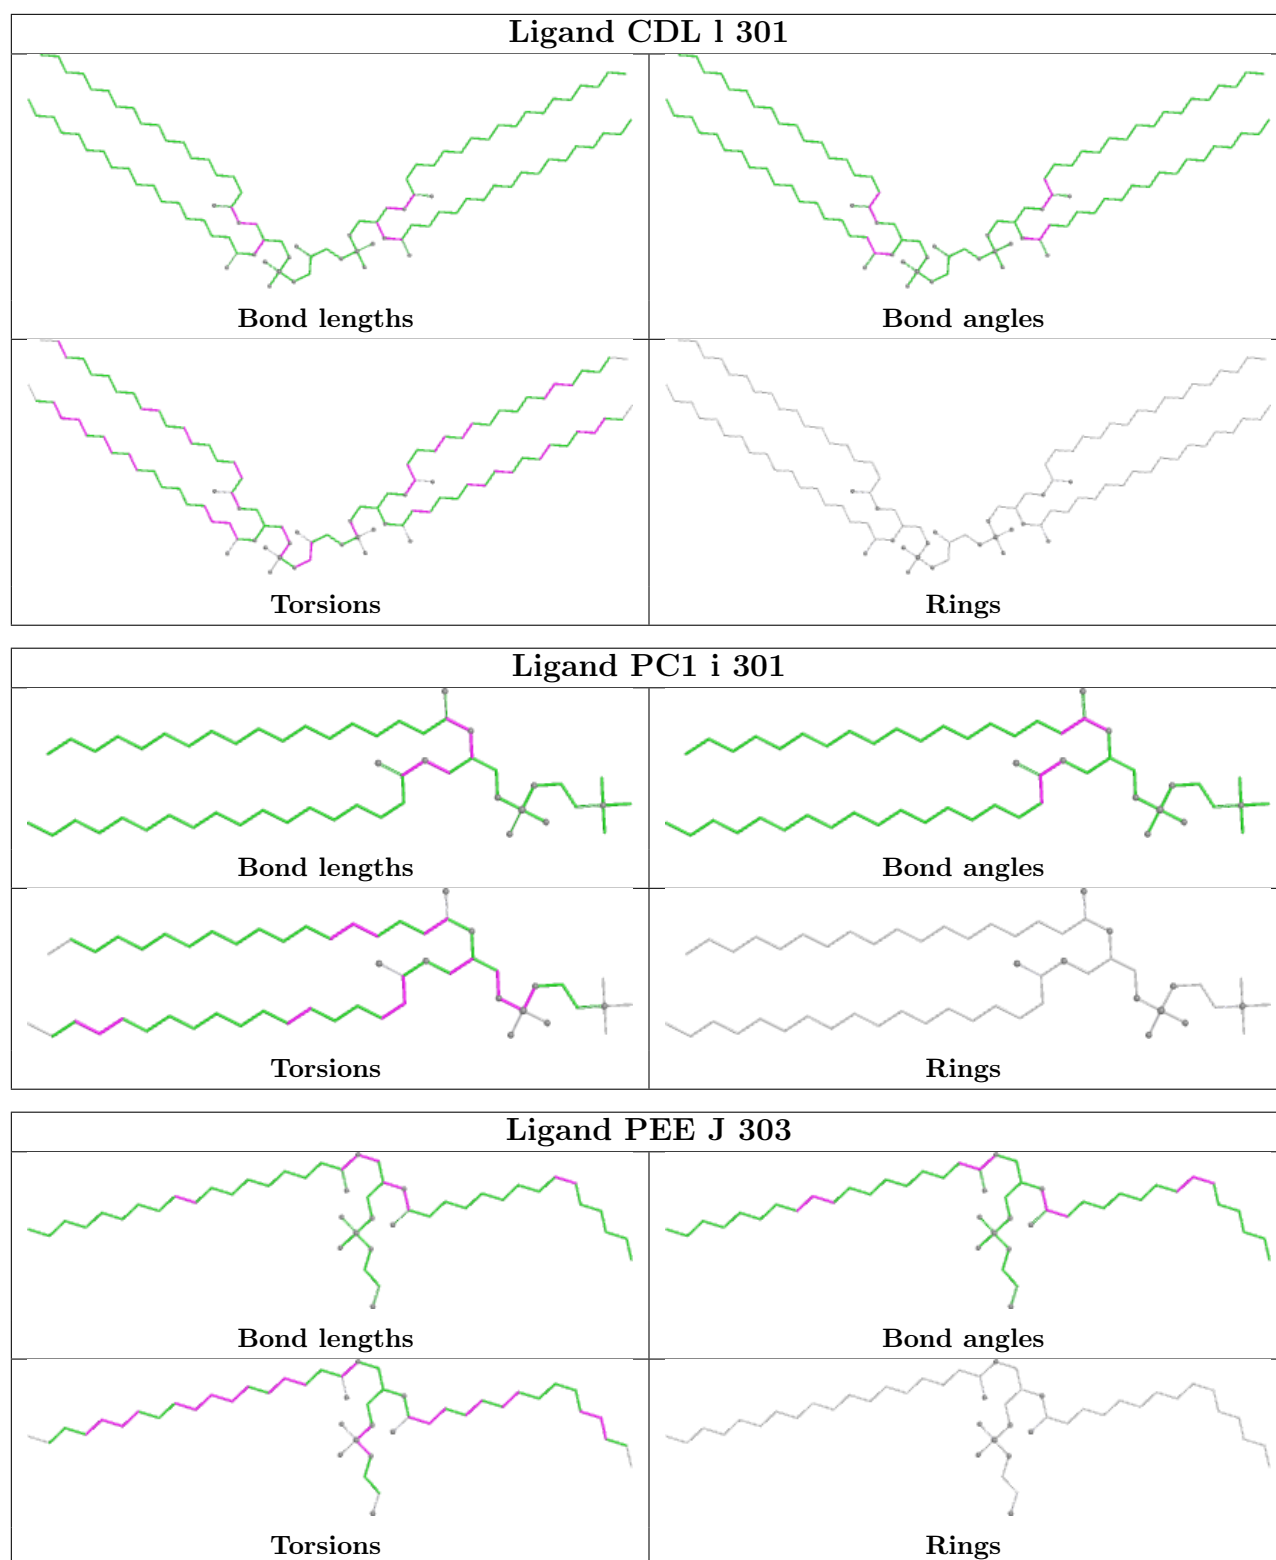 Ligand CDL l 301
Bond lengths
Bond angles
Torsions
Rings
Ligand PC1 i 301
Bond lengths
Bond angles
Torsions
Rings
Ligand PEE J 303
Bond lengths
Bond angles
Torsions
Rings